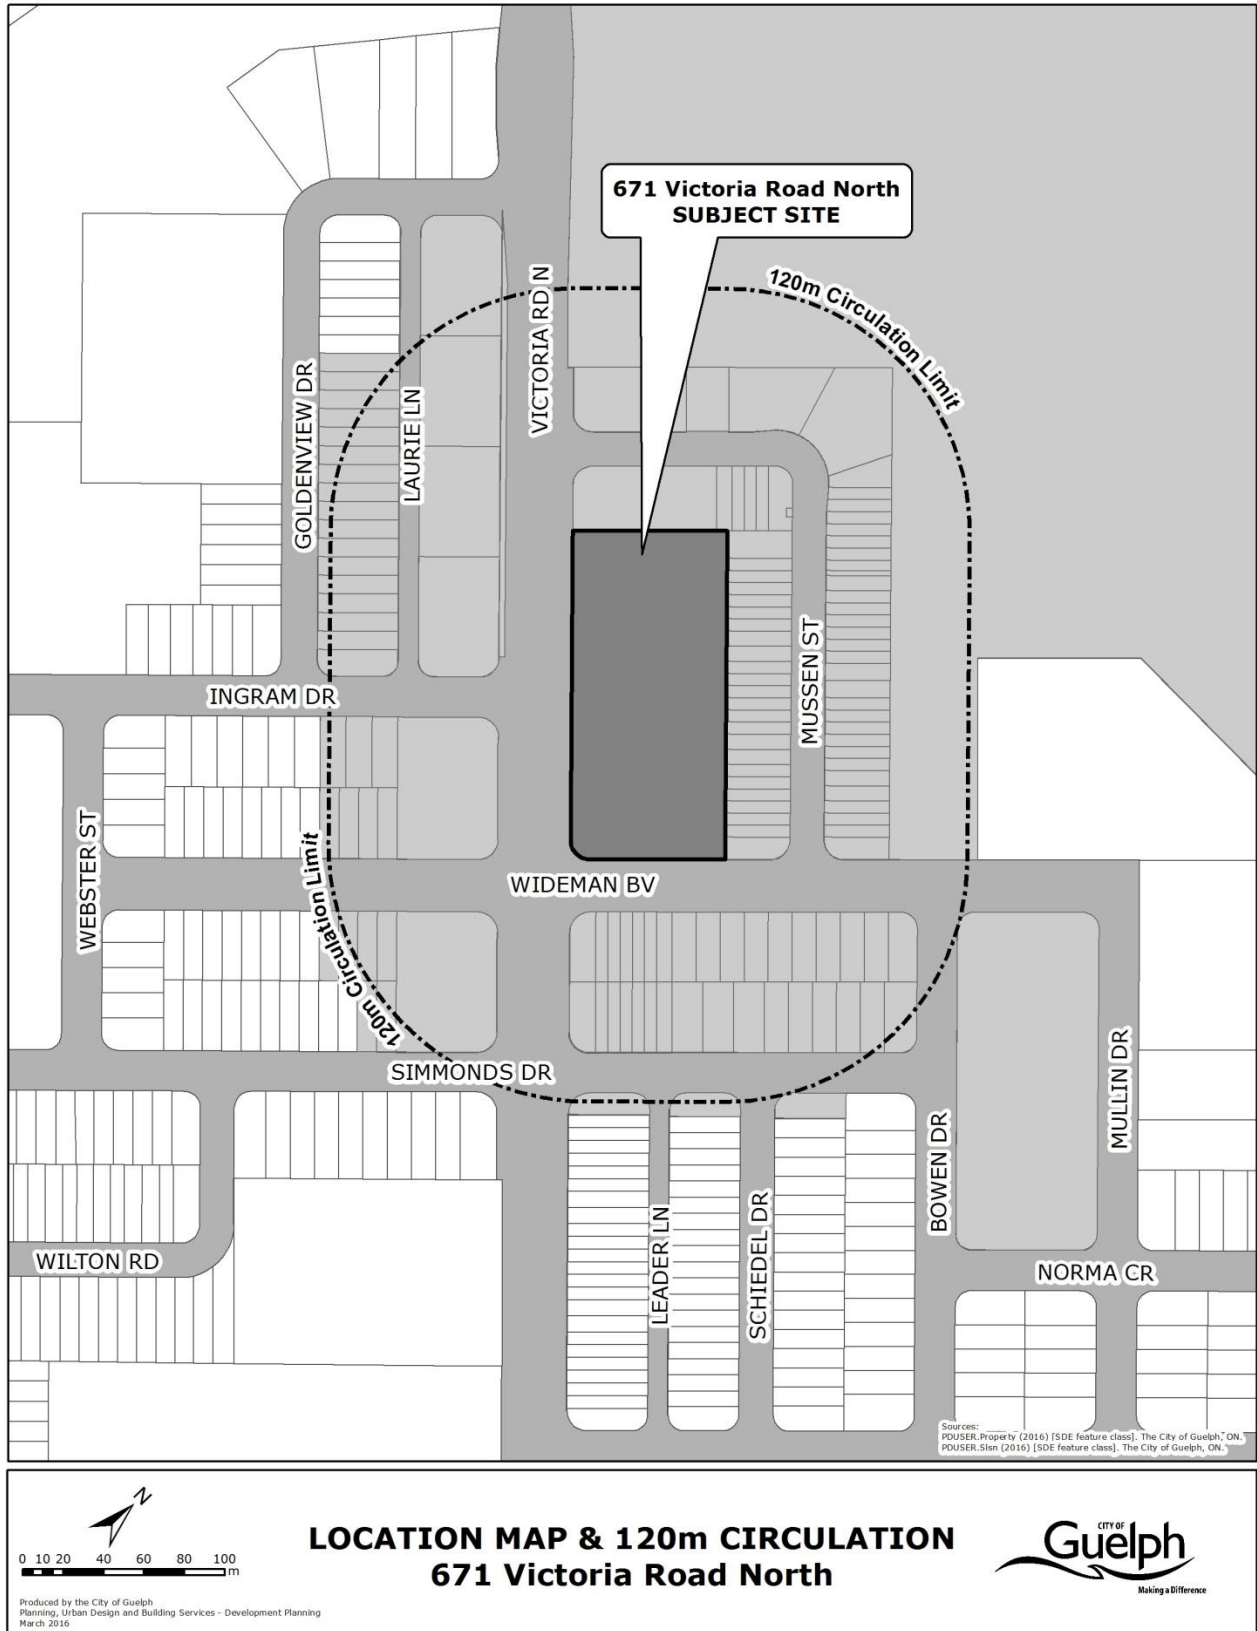 671 Victoria Road North
SUBJECT SITE
120m Circulation Limit
VICTORIA RD N
GOLDENVIEW DR
LAURIE LN
MUSSEN ST
INGRAM DR
WEBSTER ST
120m Circulation Limit
WIDEMAN BV
SIMMONDS DR
MULLIN DR
BOWEN DR
LEADER LN
SCHIEDEL DR
WILTON RD
NORMA CR
Sources:
PDUSER.Property (2016) [SDE feature class]. The City of Guelph, ON.
PDUSER.Slsn (2016) [SDE feature class]. The City of Guelph, ON.
N
0 10 20 40 60 80 100
m
LOCATION MAP & 120m CIRCULATION
671 Victoria Road North
CITY OF
Guelph
Making a Difference
Produced by the City of Guelph
Planning, Urban Design and Building Services - Development Planning
March 2016